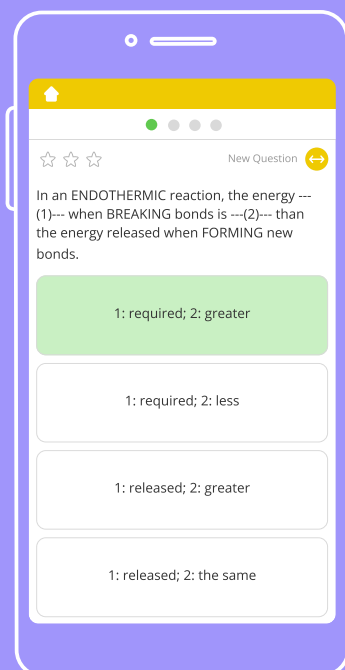 New Question
In an ENDOTHERMIC reaction, the energy ---
(1)--- when BREAKING bonds is ---(2)--- than
the energy released when FORMING new
bonds.
1: required; 2: greater
1: required; 2: less
1: released; 2: greater
1: released; 2: the same